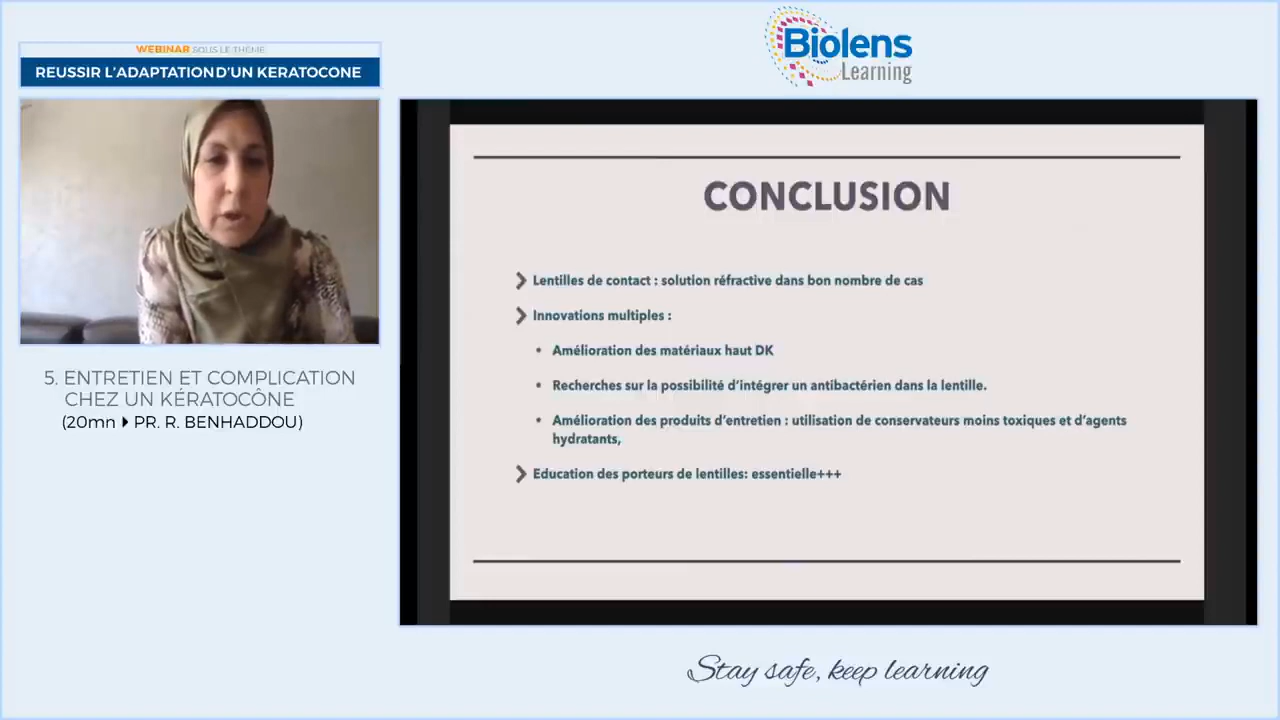 WEBINAR SOUS LE THÈME
REUSSIR L'ADAPTATION D'UN KERATOCONE
Biolens
Learning
5. ENTRETIEN ET COMPLICATION
CHEZ UN KÉRATOCÔNE
(20mn PR. R. BENHADDOU)
CONCLUSION
Lentilles de contact : solution réfractive dans bon nombre de cas
Innovations multiples :
• Amélioration des matériaux haut DK
• Recherches sur la possibilité d'intégrer un antibactérien dans la lentille.
• Amélioration des produits d'entretien : utilisation de conservateurs moins toxiques et d'agents
hydratants,
Education des porteurs de lentilles: essentielle+++
Stay safe, keep learning